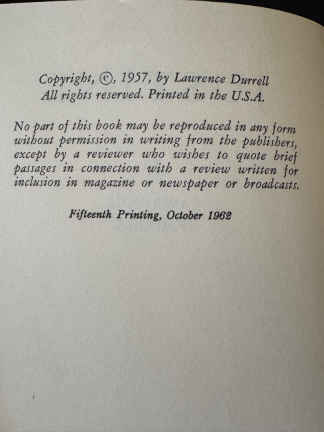 Copyright, ©, 1957, by Lawrence Durrell
All rights reserved. Printed in the U.S.A.
No part of this book may be reproduced in any form
without permission in writing from the publishers,
except by a reviewer who wishes to quote brief
passages in connection with a review written for
inclusion in magazine or newspaper or broadcasts.
Fifteenth Printing, October 1962